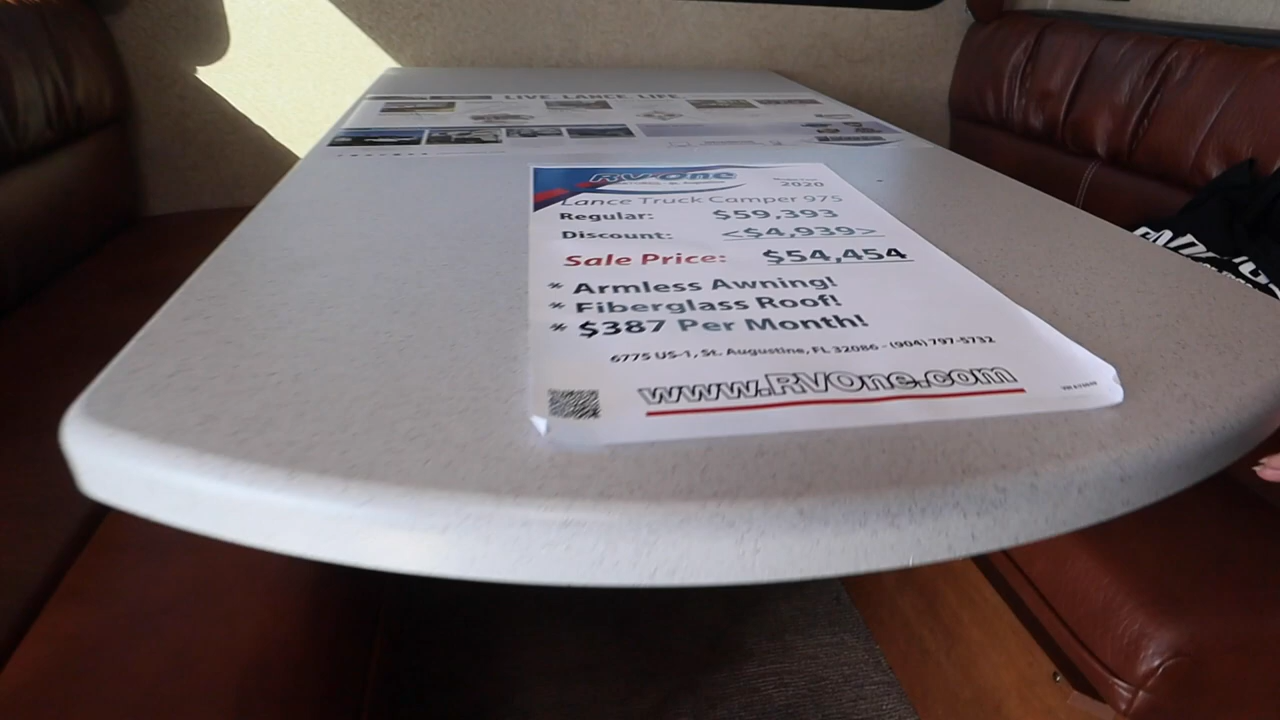 LIVE LANCE LIFE
RV One
2020
Lance Truck Camper 975
Regular: $59,393
Discount: <$4,939>
Sale Price: $54,454
* Armless Awning!
* Fiberglass Roof!
* $387 Per Month!
6775 US-1, St. Augustine, FL 32086 - (904) 797-5732
www.RVOne.com